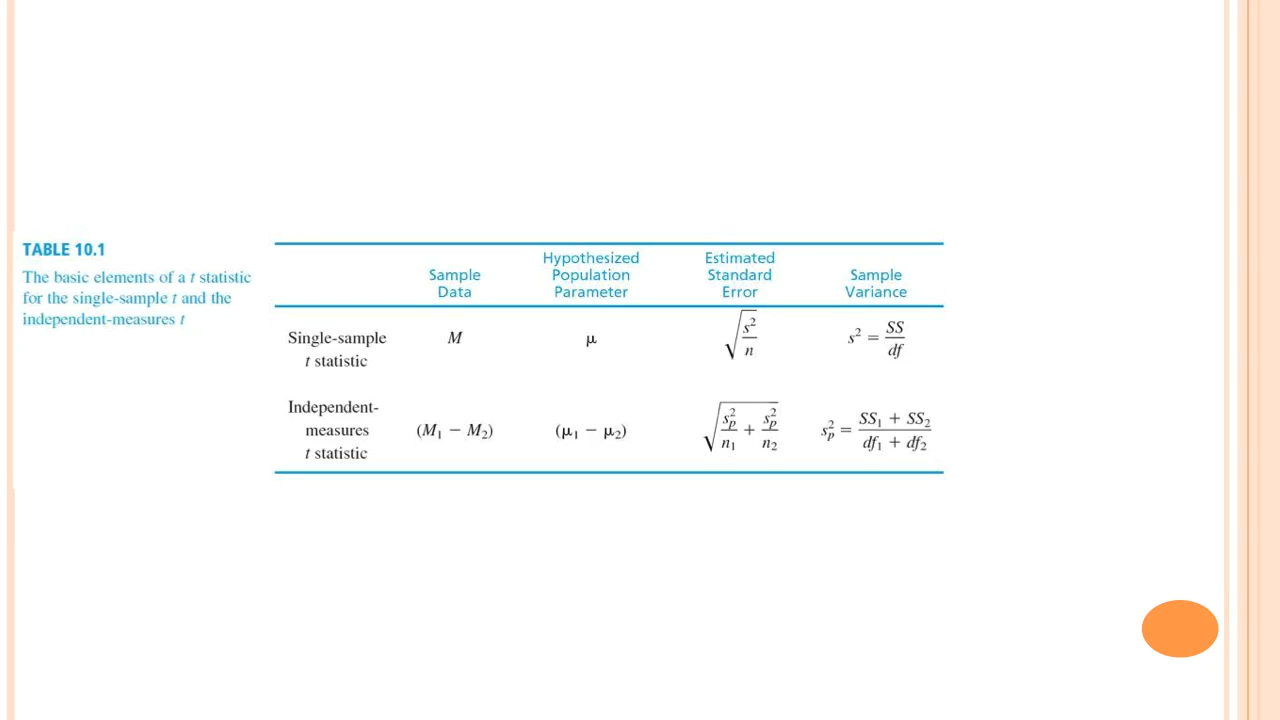 TABLE 10.1
The basic elements of a t statistic
for the single-sample t and the
independent-measures t
Sample
Data
Hypothesized
Population
Parameter
Estimated
Standard
Error
Sample
Variance
Single-sample
t statistic
M
μ
√(s²/n)
s² = SS/df
Independent-
measures
t statistic
(M₁ − M₂)
(μ₁ − μ₂)
√(s²ₚ/n₁ + s²ₚ/n₂)
s²ₚ = (SS₁ + SS₂)/(df₁ + df₂)